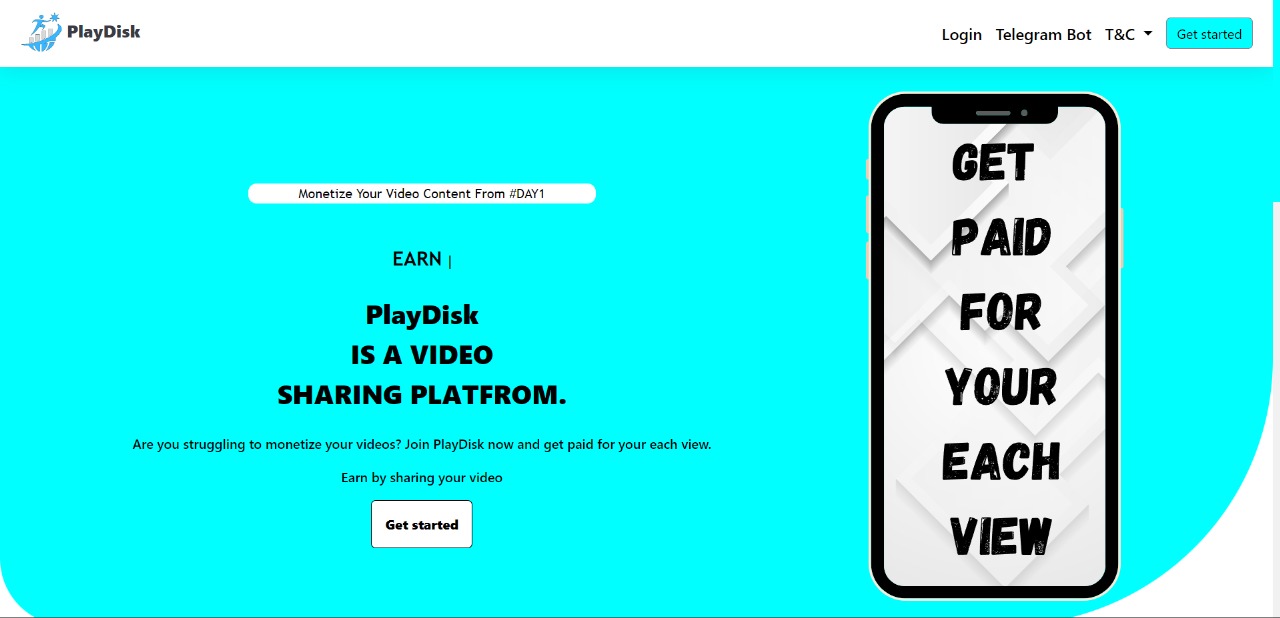 PlayDisk
Login Telegram Bot T&C Get started
Monetize Your Video Content From #DAY1
EARN |
PlayDisk
IS A VIDEO
SHARING PLATFROM.
Are you struggling to monetize your videos? Join PlayDisk now and get paid for your each view.
Earn by sharing your video
Get started
GET
PAID
FOR
YOUR
EACH
VIEW